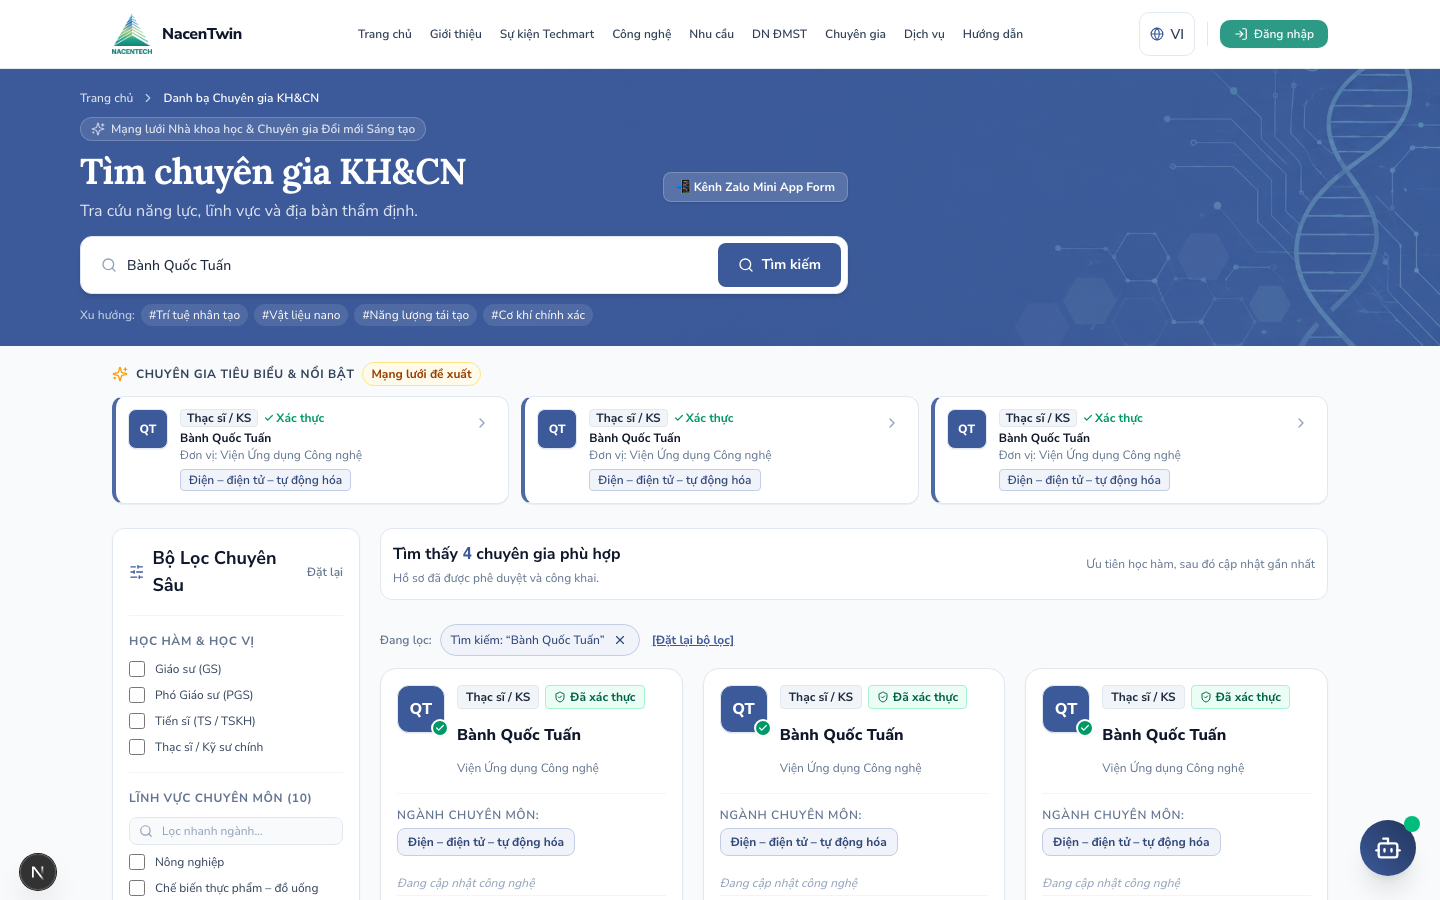 NACENTECH
NacenTwin
Trang chủ
Giới thiệu
Sự kiện Techmart
Công nghệ
Nhu cầu
DN ĐMST
Chuyên gia
Dịch vụ
Hướng dẫn
VI
Đăng nhập
Trang chủ
Danh bạ Chuyên gia KH&CN
Mạng lưới Nhà khoa học & Chuyên gia Đổi mới Sáng tạo
Tìm chuyên gia KH&CN
Kênh Zalo Mini App Form
Tra cứu năng lực, lĩnh vực và địa bàn thẩm định.
Bành Quốc Tuấn
Tìm kiếm
Xu hướng:
#Trí tuệ nhân tạo
#Vật liệu nano
#Năng lượng tái tạo
#Cơ khí chính xác
CHUYÊN GIA TIÊU BIỂU & NỔI BẬT
Mạng lưới đề xuất
QT
Thạc sĩ / KS
Xác thực
Bành Quốc Tuấn
Đơn vị: Viện Ứng dụng Công nghệ
Điện – điện tử – tự động hóa
QT
Thạc sĩ / KS
Xác thực
Bành Quốc Tuấn
Đơn vị: Viện Ứng dụng Công nghệ
Điện – điện tử – tự động hóa
QT
Thạc sĩ / KS
Xác thực
Bành Quốc Tuấn
Đơn vị: Viện Ứng dụng Công nghệ
Điện – điện tử – tự động hóa
Bộ Lọc Chuyên
Sâu
Đặt lại
HỌC HÀM & HỌC VỊ
Giáo sư (GS)
Phó Giáo sư (PGS)
Tiến sĩ (TS / TSKH)
Thạc sĩ / Kỹ sư chính
LĨNH VỰC CHUYÊN MÔN (10)
Lọc nhanh ngành...
Nông nghiệp
Chế biến thực phẩm – đồ uống
Tìm thấy 4 chuyên gia phù hợp
Hồ sơ đã được phê duyệt và công khai.
Ưu tiên học hàm, sau đó cập nhật gần nhất
Đang lọc:
Tìm kiếm: “Bành Quốc Tuấn”
[Đặt lại bộ lọc]
QT
Thạc sĩ / KS
Đã xác thực
Bành Quốc Tuấn
Viện Ứng dụng Công nghệ
NGÀNH CHUYÊN MÔN:
Điện – điện tử – tự động hóa
Đang cập nhật công nghệ
QT
Thạc sĩ / KS
Đã xác thực
Bành Quốc Tuấn
Viện Ứng dụng Công nghệ
NGÀNH CHUYÊN MÔN:
Điện – điện tử – tự động hóa
Đang cập nhật công nghệ
QT
Thạc sĩ / KS
Đã xác thực
Bành Quốc Tuấn
Viện Ứng dụng Công nghệ
NGÀNH CHUYÊN MÔN:
Điện – điện tử – tự động hóa
Đang cập nhật công nghệ
N